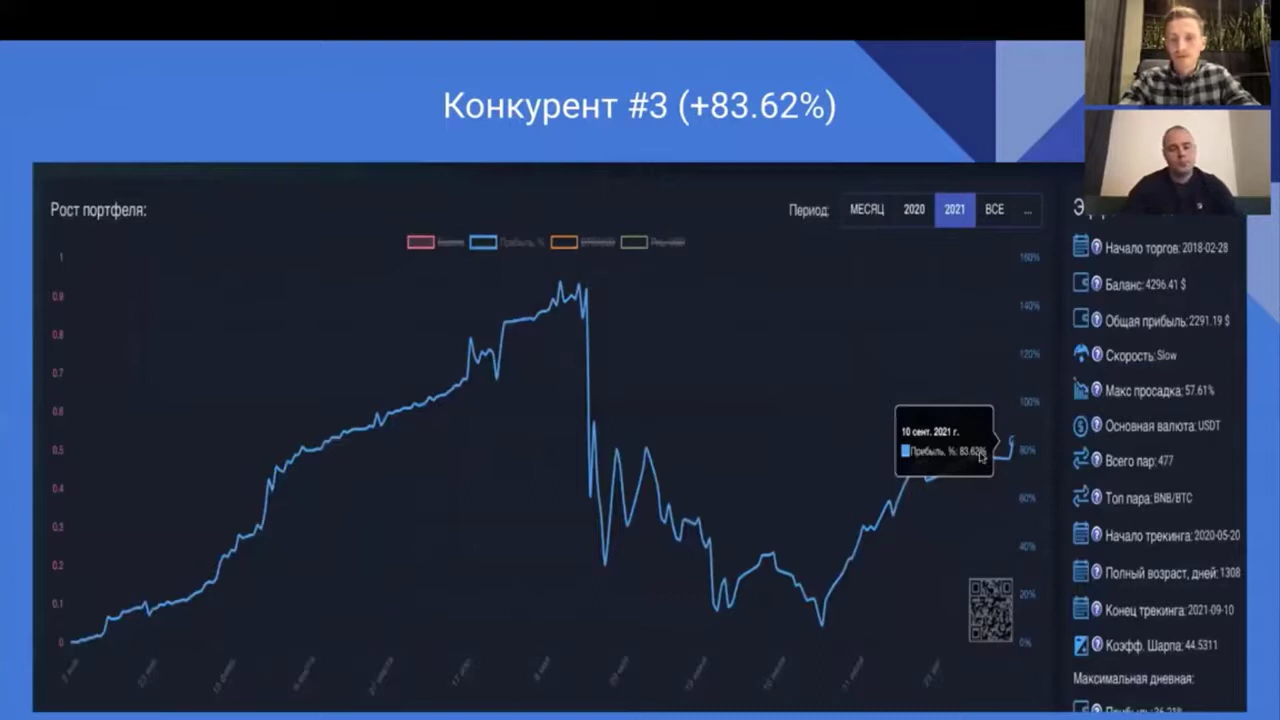 Конкурент #3 (+83.62%)
Рост портфеля:
Период: МЕСЯЦ 2020 2021 ВСЕ ...
Прибыль, %
1
0.9
0.8
0.7
0.6
0.5
0.4
0.3
0.2
0.1
0
160%
140%
120%
100%
80%
60%
40%
20%
0%
10 сент. 2021 г.
Прибыль, %: 83.62%
Начало торгов: 2018-02-28
Баланс: 4296.41 $
Общая прибыль: 2291.19 $
Скорость: Slow
Макс просадка: 57.61%
Основная валюта: USDT
Всего пар: 477
Топ пара: BNB/BTC
Начало трекинга: 2020-05-20
Полный возраст, дней: 1308
Конец трекинга: 2021-09-10
Коэфф. Шарпа: 44.5311
Максимальная дневная: